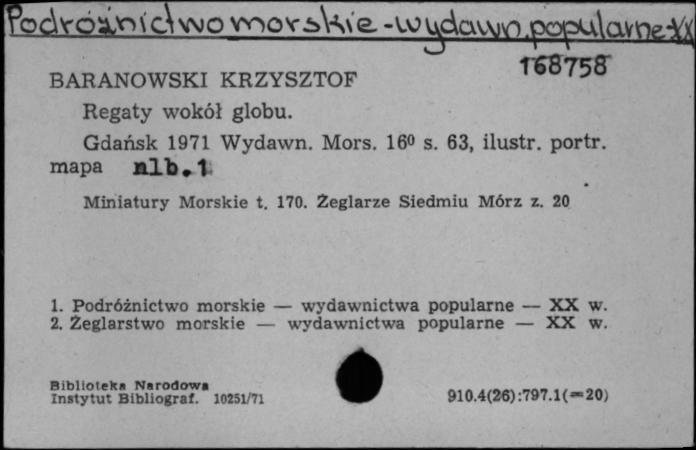 Podróżnictwo morskie - wydawn. popularne XX
168758
BARANOWSKI KRZYSZTOF
Regaty wokół globu.
Gdańsk 1971 Wydawn. Mors. 16⁰ s. 63, ilustr. portr.
mapa nlb. 1
Miniatury Morskie t. 170. Żeglarze Siedmiu Mórz z. 20
1. Podróżnictwo morskie — wydawnictwa popularne — XX w.
2. Żeglarstwo morskie — wydawnictwa popularne — XX w.
Biblioteka Narodowa
Instytut Bibliograf. 10251/71
910.4(26):797.1(=20)